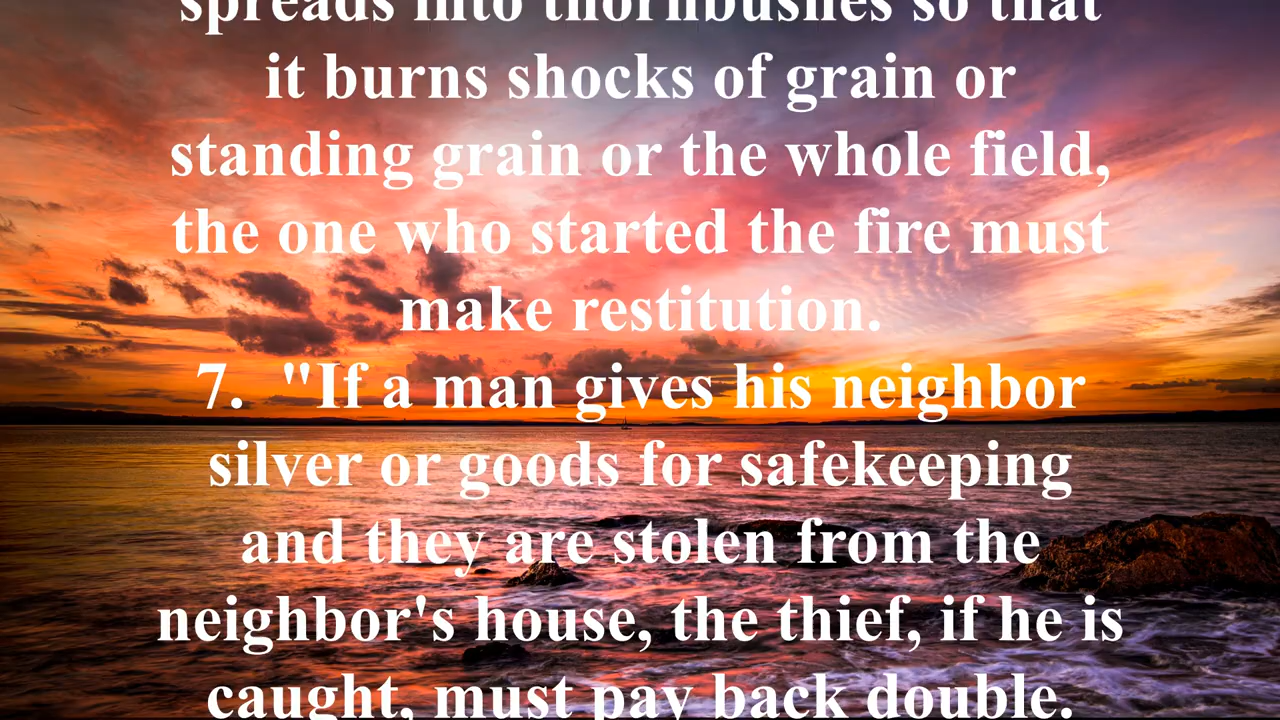 spreads into thornbushes so that
it burns shocks of grain or
standing grain or the whole field,
the one who started the fire must
make restitution.
7. "If a man gives his neighbor
silver or goods for safekeeping
and they are stolen from the
neighbor's house, the thief, if he is
caught, must pay back double.